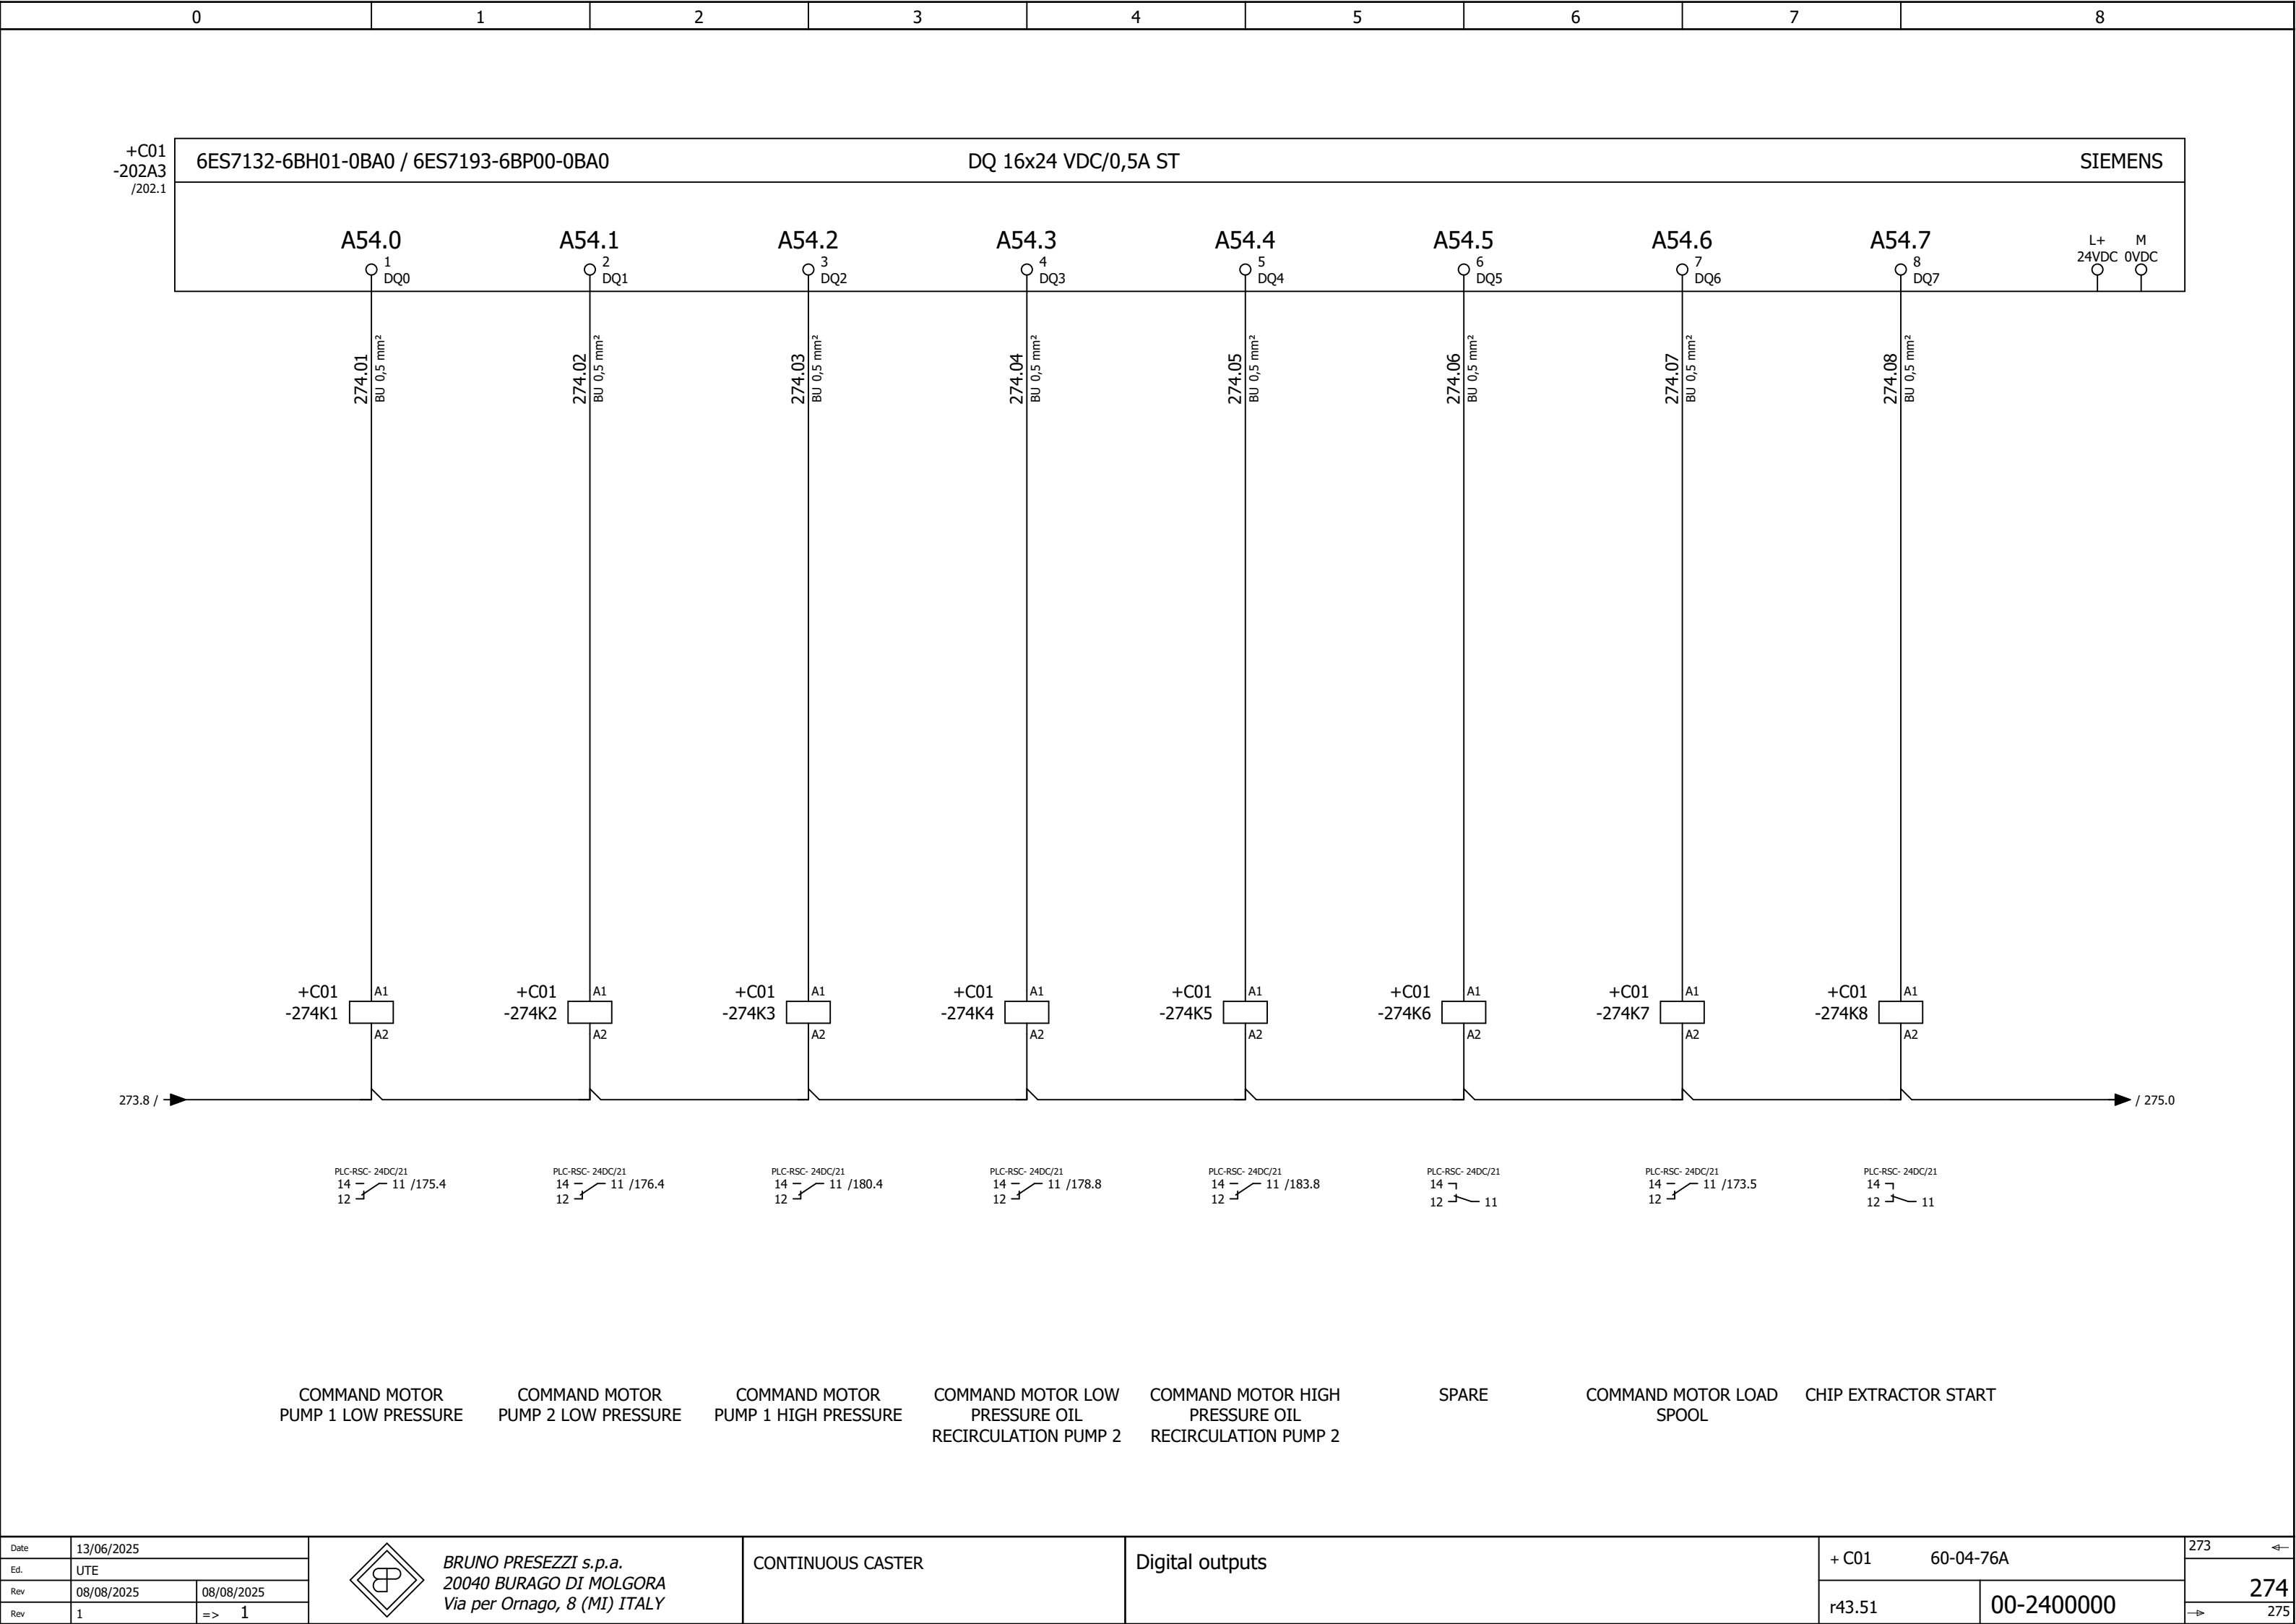 0 1 2 3 4 5 6 7 8
+C01
-202A3
/202.1
6ES7132-6BH01-0BA0 / 6ES7193-6BP00-0BA0 DQ 16x24 VDC/0,5A ST SIEMENS
A54.0 A54.1 A54.2 A54.3 A54.4 A54.5 A54.6 A54.7 L+ M
24VDC 0VDC
1 2 3 4 5 6 7 8
DQ0 DQ1 DQ2 DQ3 DQ4 DQ5 DQ6 DQ7
274.01 BU 0,5 mm²
274.02 BU 0,5 mm²
274.03 BU 0,5 mm²
274.04 BU 0,5 mm²
274.05 BU 0,5 mm²
274.06 BU 0,5 mm²
274.07 BU 0,5 mm²
274.08 BU 0,5 mm²
+C01 A1 +C01 A1 +C01 A1 +C01 A1 +C01 A1 +C01 A1 +C01 A1 +C01 A1
-274K1 -274K2 -274K3 -274K4 -274K5 -274K6 -274K7 -274K8
A2 A2 A2 A2 A2 A2 A2 A2
273.8 / / 275.0
PLC-RSC- 24DC/21 PLC-RSC- 24DC/21 PLC-RSC- 24DC/21 PLC-RSC- 24DC/21 PLC-RSC- 24DC/21 PLC-RSC- 24DC/21 PLC-RSC- 24DC/21 PLC-RSC- 24DC/21
14 11 /175.4 14 11 /176.4 14 11 /180.4 14 11 /178.8 14 11 /183.8 14 14 11 /173.5 14
12 12 12 12 12 12 11 12 12 11
COMMAND MOTOR
PUMP 1 LOW PRESSURE
COMMAND MOTOR
PUMP 2 LOW PRESSURE
COMMAND MOTOR
PUMP 1 HIGH PRESSURE
COMMAND MOTOR LOW
PRESSURE OIL
RECIRCULATION PUMP 2
COMMAND MOTOR HIGH
PRESSURE OIL
RECIRCULATION PUMP 2
SPARE
COMMAND MOTOR LOAD
SPOOL
CHIP EXTRACTOR START
Date 13/06/2025
Ed. UTE
Rev 08/08/2025 08/08/2025
Rev 1 => 1
BRUNO PRESEZZI s.p.a.
20040 BURAGO DI MOLGORA
Via per Ornago, 8 (MI) ITALY
CONTINUOUS CASTER
Digital outputs
+ C01 60-04-76A
r43.51 00-2400000
273
274
275